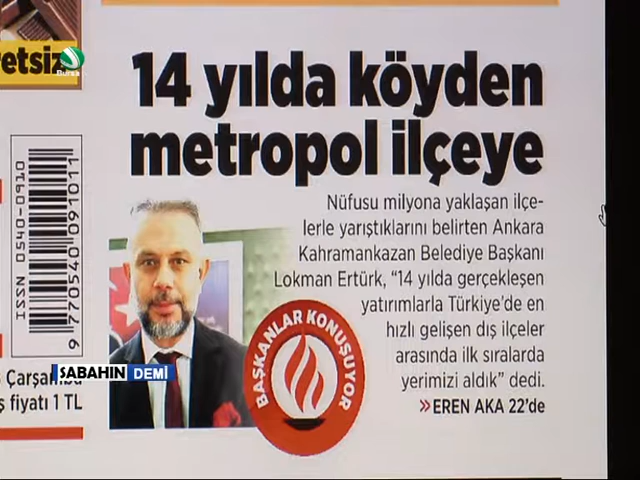 etsiz
Bursa
14 yılda köyden
metropol ilçeye
Nüfusu milyona yaklaşan ilçe-
lerle yarıştıklarını belirten Ankara
Kahramankazan Belediye Başkanı
Lokman Ertürk, “14 yılda gerçekleşen
yatırımlarla Türkiye’de en
hızlı gelişen dış ilçeler
arasında ilk sıralarda
yerimizi aldık” dedi.
»EREN AKA 22’de
BAŞKANLAR KONUŞUYOR
ISSN 0540-0910
9 770540 091011
Çarşamba
ş fiyatı 1 TL
SABAHIN DEMİ